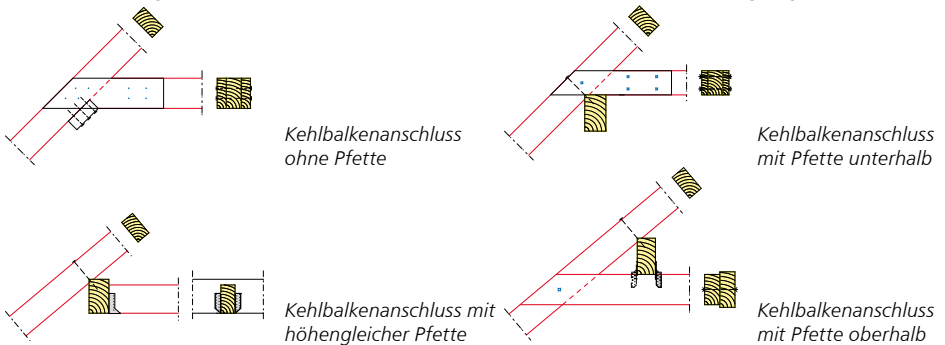 Kehlbalkenanschluss
ohne Pfette
Kehlbalkenanschluss
mit Pfette unterhalb
Kehlbalkenanschluss mit
höhengleicher Pfette
Kehlbalkenanschluss
mit Pfette oberhalb